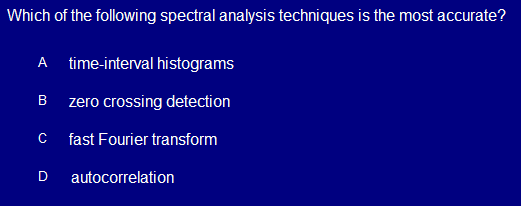 Which of the following spectral analysis techniques is the most accurate?
A time-interval histograms
B zero crossing detection
C fast Fourier transform
D autocorrelation